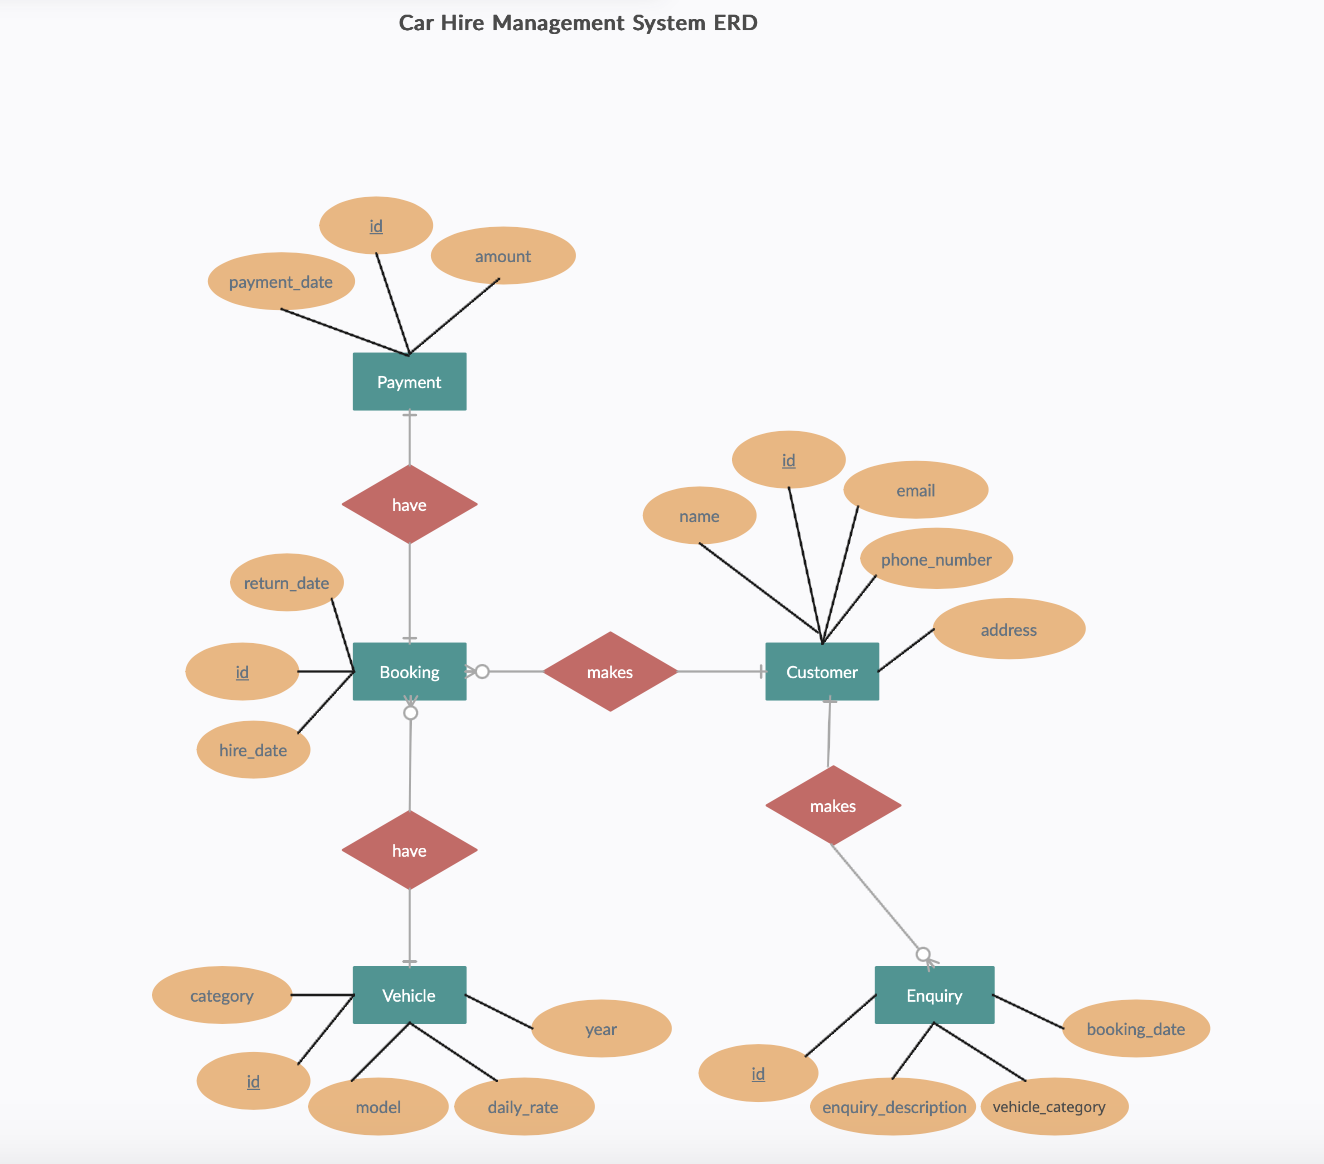 Car Hire Management System ERD
id
amount
payment_date
Payment
have
id
email
name
phone_number
return_date
address
id
Booking
makes
Customer
hire_date
makes
have
category
Vehicle
year
Enquiry
booking_date
id
model
daily_rate
id
enquiry_description
vehicle_category